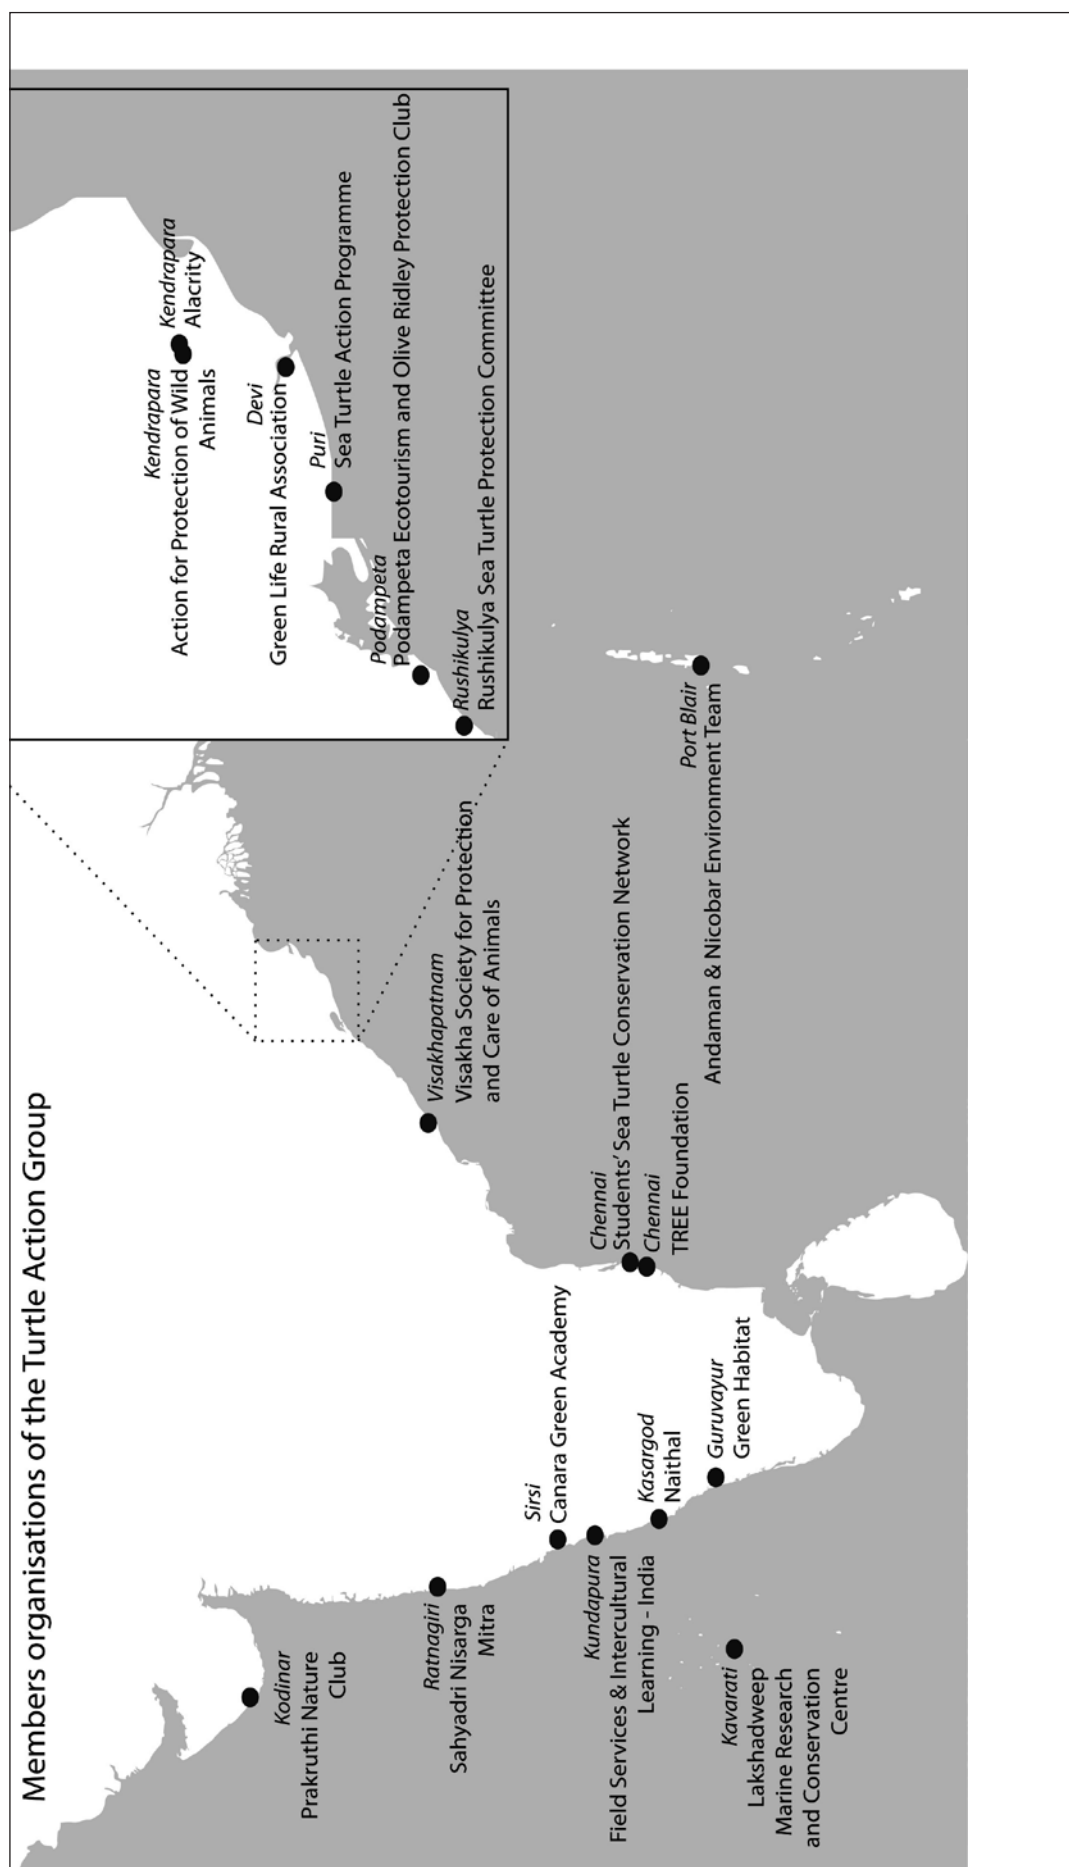 Members organisations of the Turtle Action Group
Kendrapara
Action for Protection of Wild
Animals
Kendrapara
Alacrity
Devi
Green Life Rural Association
Puri
Sea Turtle Action Programme
Podampeta
Podampeta Ecotourism and Olive Ridley Protection Club
Rushikulya
Rushikulya Sea Turtle Protection Committee
Kodinar
Prakruthi Nature
Club
Ratnagiri
Sahyadri Nisarga
Mitra
Visakhapatnam
Visakha Society for Protection
and Care of Animals
Sirsi
Canara Green Academy
Kundapura
Field Services & Intercultural
Learning - India
Kasargod
Naithal
Guruvayur
Green Habitat
Kavarati
Lakshadweep
Marine Research
and Conservation
Centre
Chennai
Students' Sea Turtle Conservation Network
Chennai
TREE Foundation
Port Blair
Andaman & Nicobar Environment Team